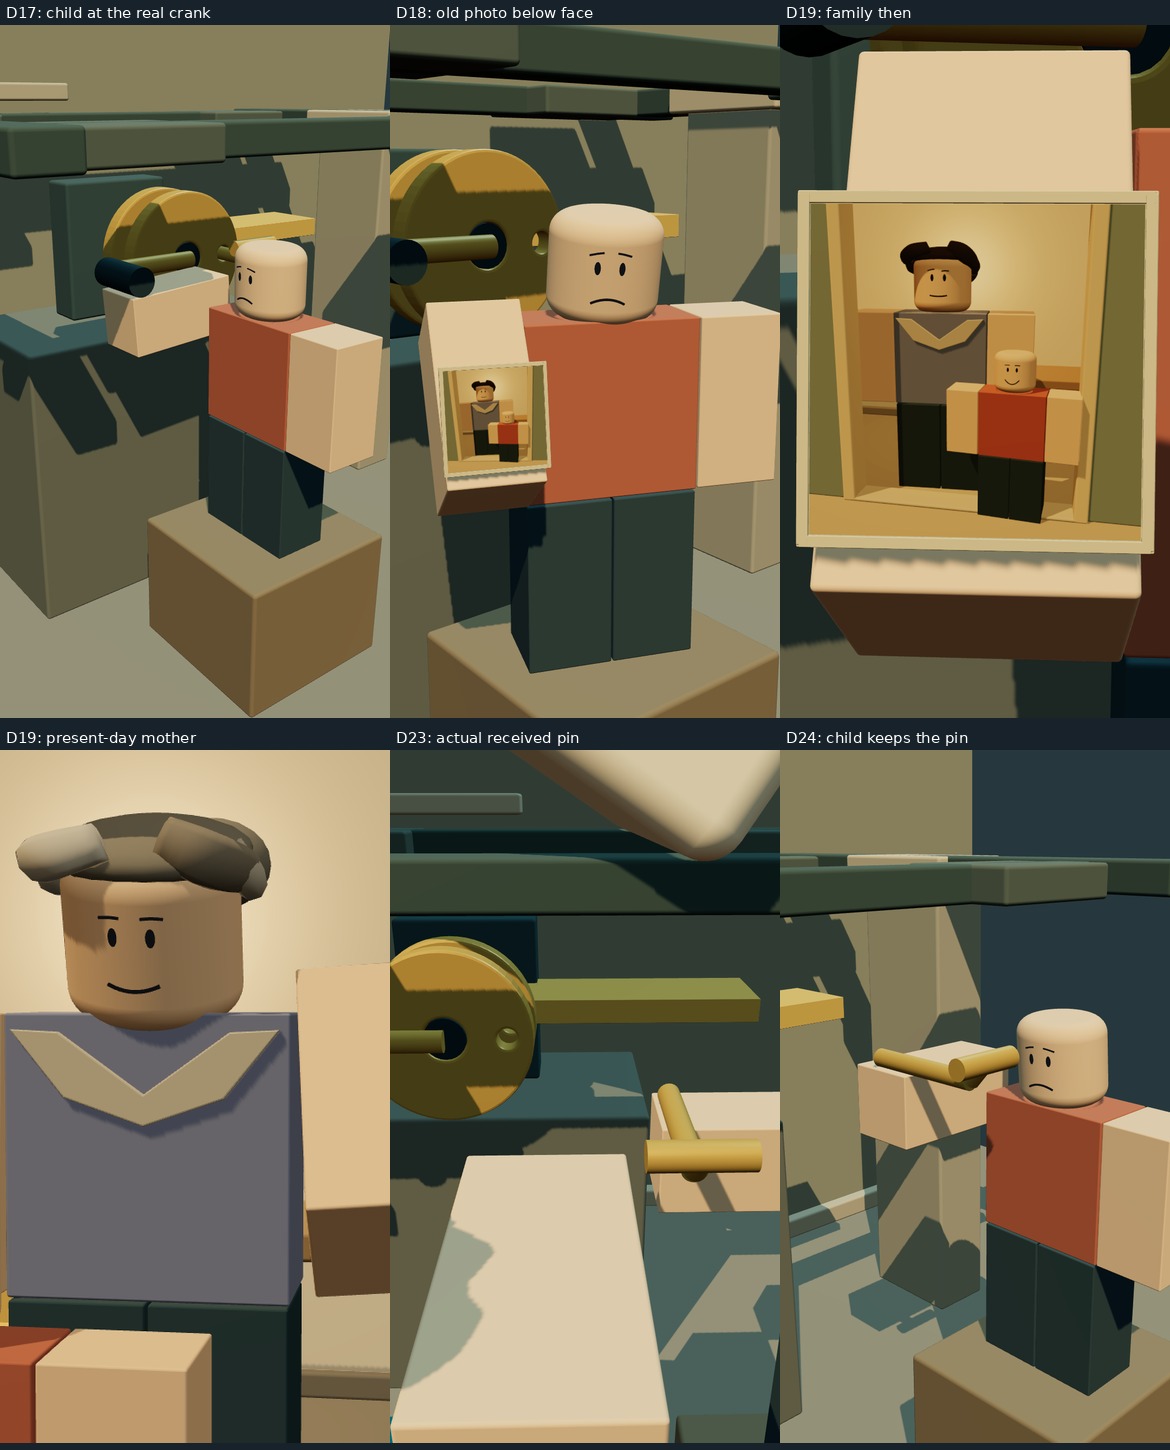 D17: child at the real crank
D18: old photo below face
D19: family then
D19: present-day mother
D23: actual received pin
D24: child keeps the pin